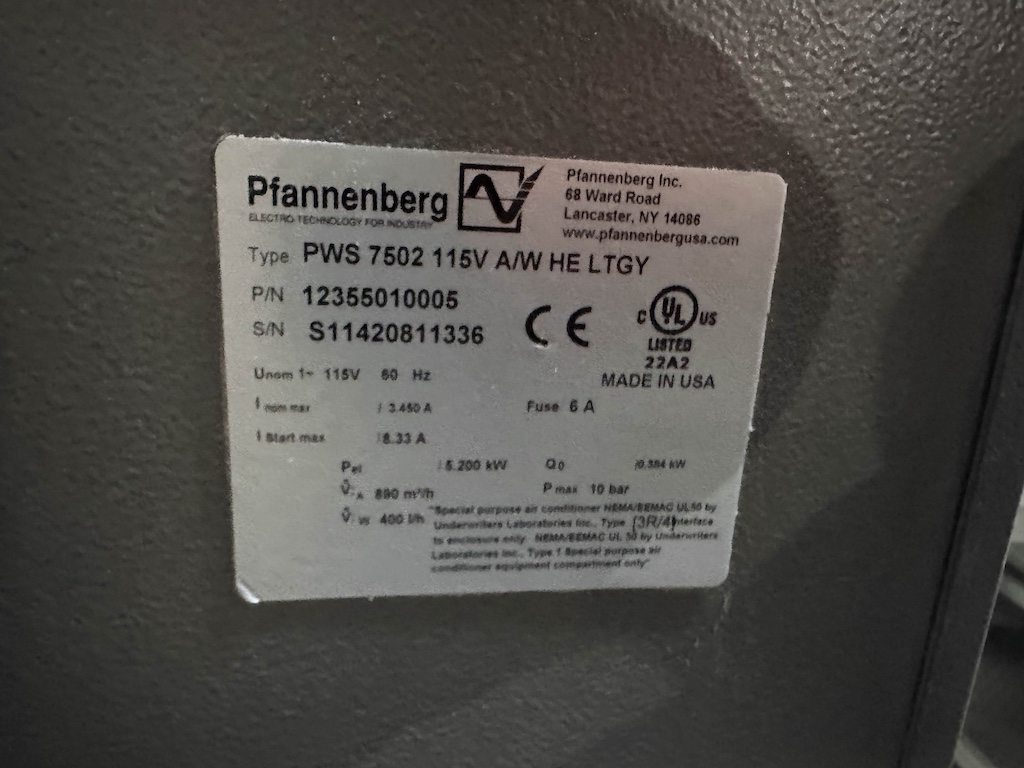 Pfannenberg
ELECTRO-TECHNOLOGY FOR INDUSTRY
Pfannenberg Inc.
68 Ward Road
Lancaster, NY 14086
www.pfannenbergusa.com
Type PWS 7502 115V A/W HE LTGY
P/N 12355010005
S/N S11420811336
CE
C UL US
LISTED
22A2
MADE IN USA
Unom 1~ 115V 60 Hz
I nom max / 3.450 A Fuse 6 A
I Start max / 8.33 A
Pel / 5.200 kW Q0 /0.384 kW
V̇ A 890 m³/h P max 10 bar
V̇ W 400 l/h
"Special purpose air conditioner NEMA/EEMAC UL50 by
Underwriters Laboratories Inc., Type (3R/4) interface
to enclosure only. NEMA/EEMAC UL 50 by Underwriters
Laboratories Inc., Type 1 Special purpose air
conditioner equipment compartment only"